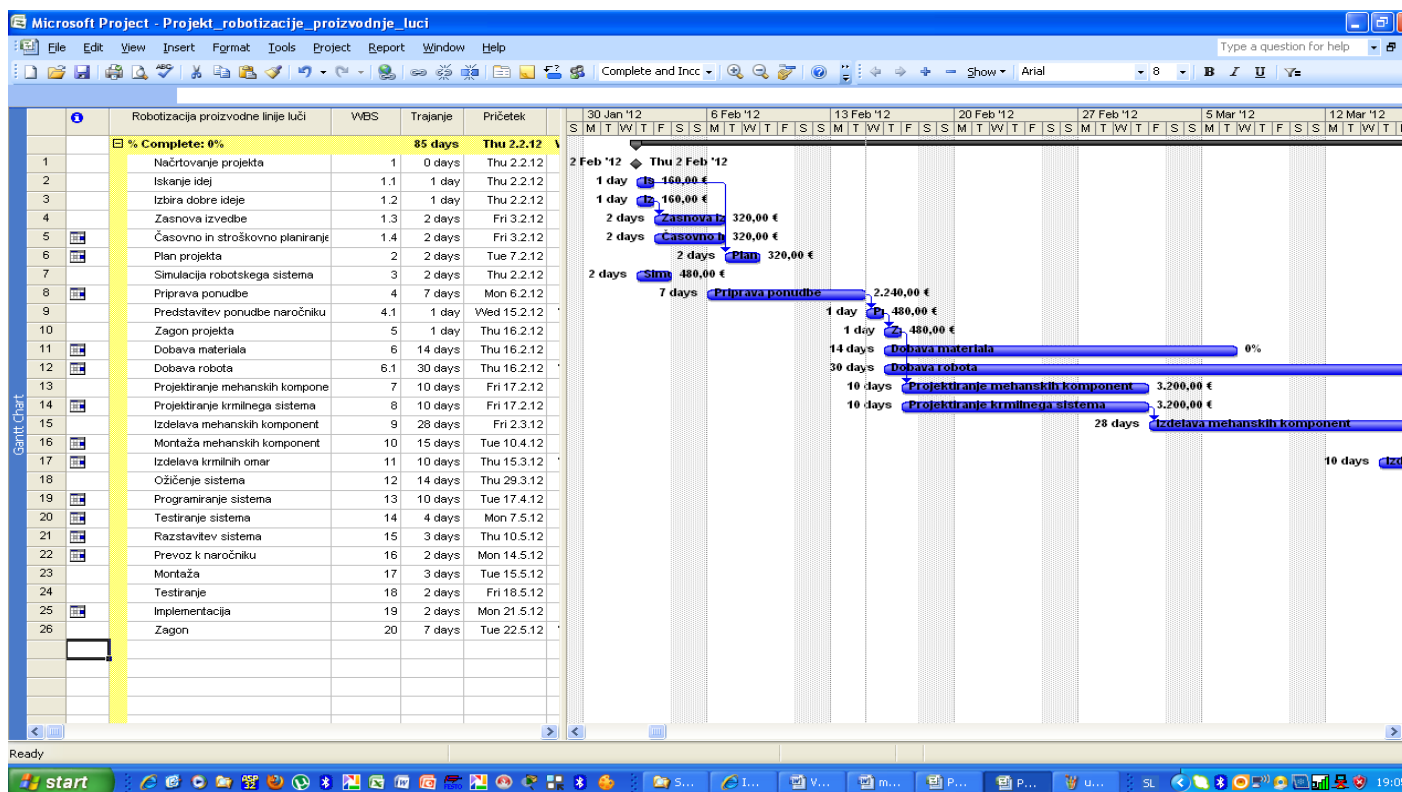 Microsoft Project - Projekt_robotizacije_proizvodnje_luci
File Edit View Insert Format Tools Project Report Window Help Type a question for help
Complete and Incc Show Arial 8 B I U
Robotizacija proizvodne linije luči WBS Trajanje Pričetek 30 Jan '12 6 Feb '12 13 Feb '12 20 Feb '12 27 Feb '12 5 Mar '12 12 Mar '12
S M T W T F S S M T W T F S S M T W T F S S M T W T F S S M T W T F S S M T W T F S S M T W T
% Complete: 0% 85 days Thu 2.2.12
1 Načrtovanje projekta 1 0 days Thu 2.2.12 2 Feb '12 Thu 2 Feb '12
2 Iskanje idej 1.1 1 day Thu 2.2.12 1 day Is 160,00 €
3 Izbira dobre ideje 1.2 1 day Thu 2.2.12 1 day Iz 160,00 €
4 Zasnova izvedbe 1.3 2 days Fri 3.2.12 2 days Zasnova iz 320,00 €
5 Časovno in stroškovno planiranje 1.4 2 days Fri 3.2.12 2 days Časovno in 320,00 €
6 Plan projekta 2 2 days Tue 7.2.12 2 days Plan 320,00 €
7 Simulacija robotskega sistema 3 2 days Thu 2.2.12 2 days Simu 480,00 €
8 Priprava ponudbe 4 7 days Mon 6.2.12 7 days Priprava ponudbe 2.240,00 €
9 Predstavitev ponudbe naročniku 4.1 1 day Wed 15.2.12 1 day P 480,00 €
10 Zagon projekta 5 1 day Thu 16.2.12 1 day Z 480,00 €
11 Dobava materiala 6 14 days Thu 16.2.12 14 days Dobava materiala 0%
12 Dobava robota 6.1 30 days Thu 16.2.12 30 days Dobava robota
13 Projektiranje mehanskih kompone 7 10 days Fri 17.2.12 10 days Projektiranje mehanskih komponent 3.200,00 €
14 Projektiranje krmilnega sistema 8 10 days Fri 17.2.12 10 days Projektiranje krmilnega sistema 3.200,00 €
15 Izdelava mehanskih komponent 9 28 days Fri 2.3.12 28 days Izdelava mehanskih komponent
16 Montaža mehanskih komponent 10 15 days Tue 10.4.12
17 Izdelava krmilnih omar 11 10 days Thu 15.3.12 10 days Izd
18 Ožičenje sistema 12 14 days Thu 29.3.12
19 Programiranje sistema 13 10 days Tue 17.4.12
20 Testiranje sistema 14 4 days Mon 7.5.12
21 Razstavitev sistema 15 3 days Thu 10.5.12
22 Prevoz k naročniku 16 2 days Mon 14.5.12
23 Montaža 17 3 days Tue 15.5.12
24 Testiranje 18 2 days Fri 18.5.12
25 Implementacija 19 2 days Mon 21.5.12
26 Zagon 20 7 days Tue 22.5.12
Gantt Chart
Ready
start S... I... V... m... P... P... u... SL 19:05